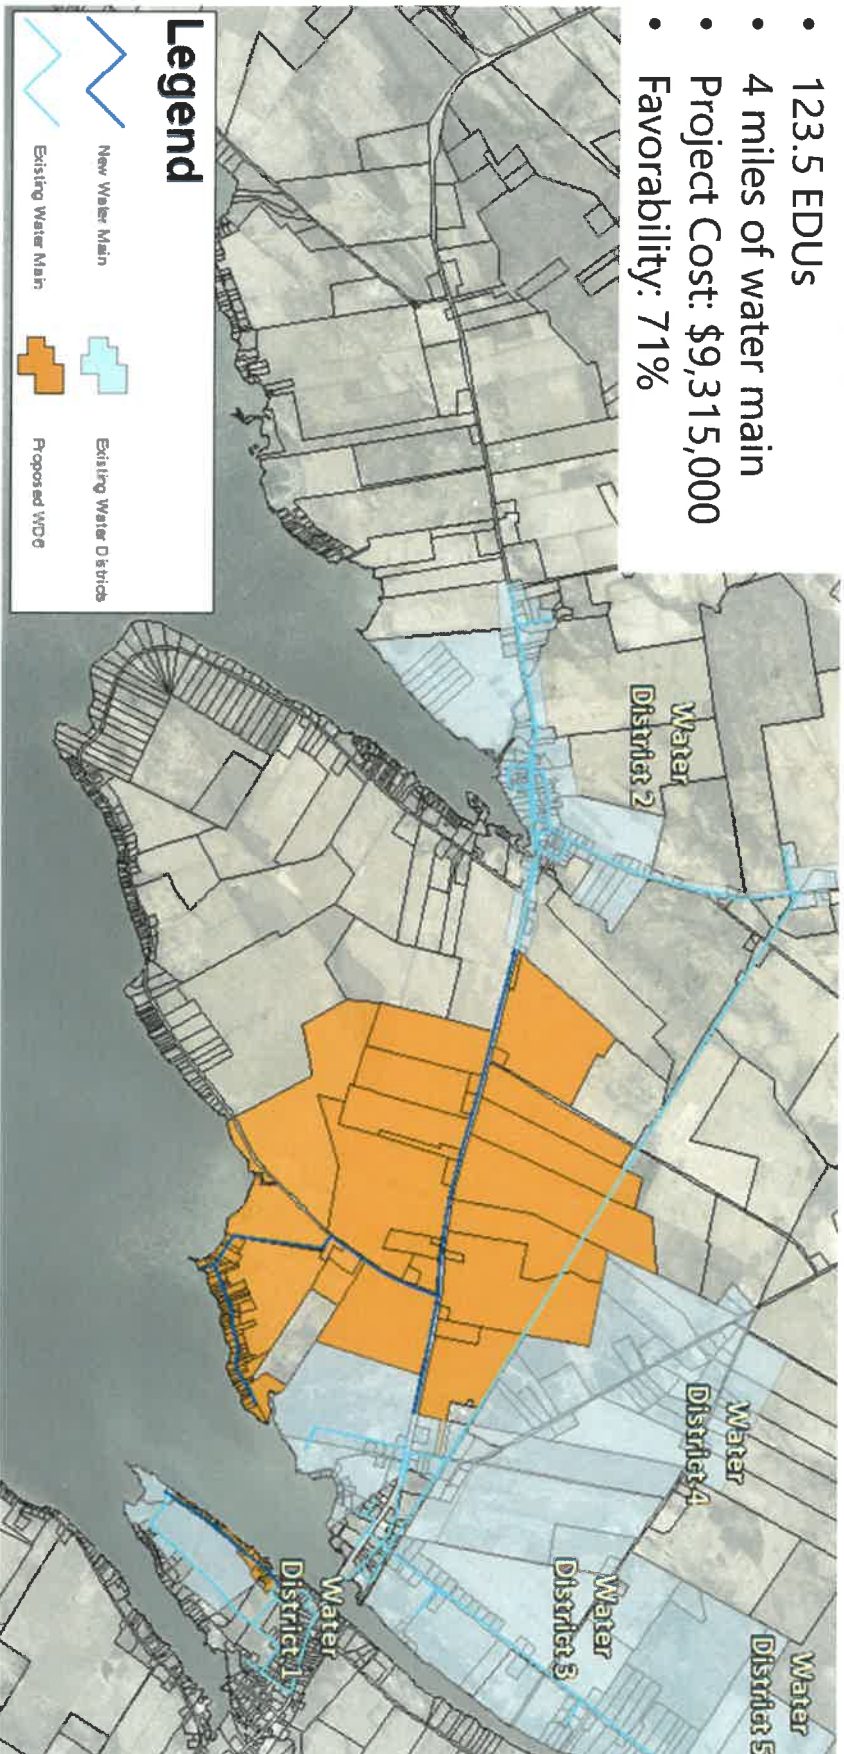 • 123.5 EDUs
• 4 miles of water main
• Project Cost: $9,315,000
• Favorability: 71%
Water
District 5
Water
District 4
Water
District 2
Water
District 3
Water
District 1
Legend
New Water Main
Existing Water Districts
Existing Water Main
Proposed WD6